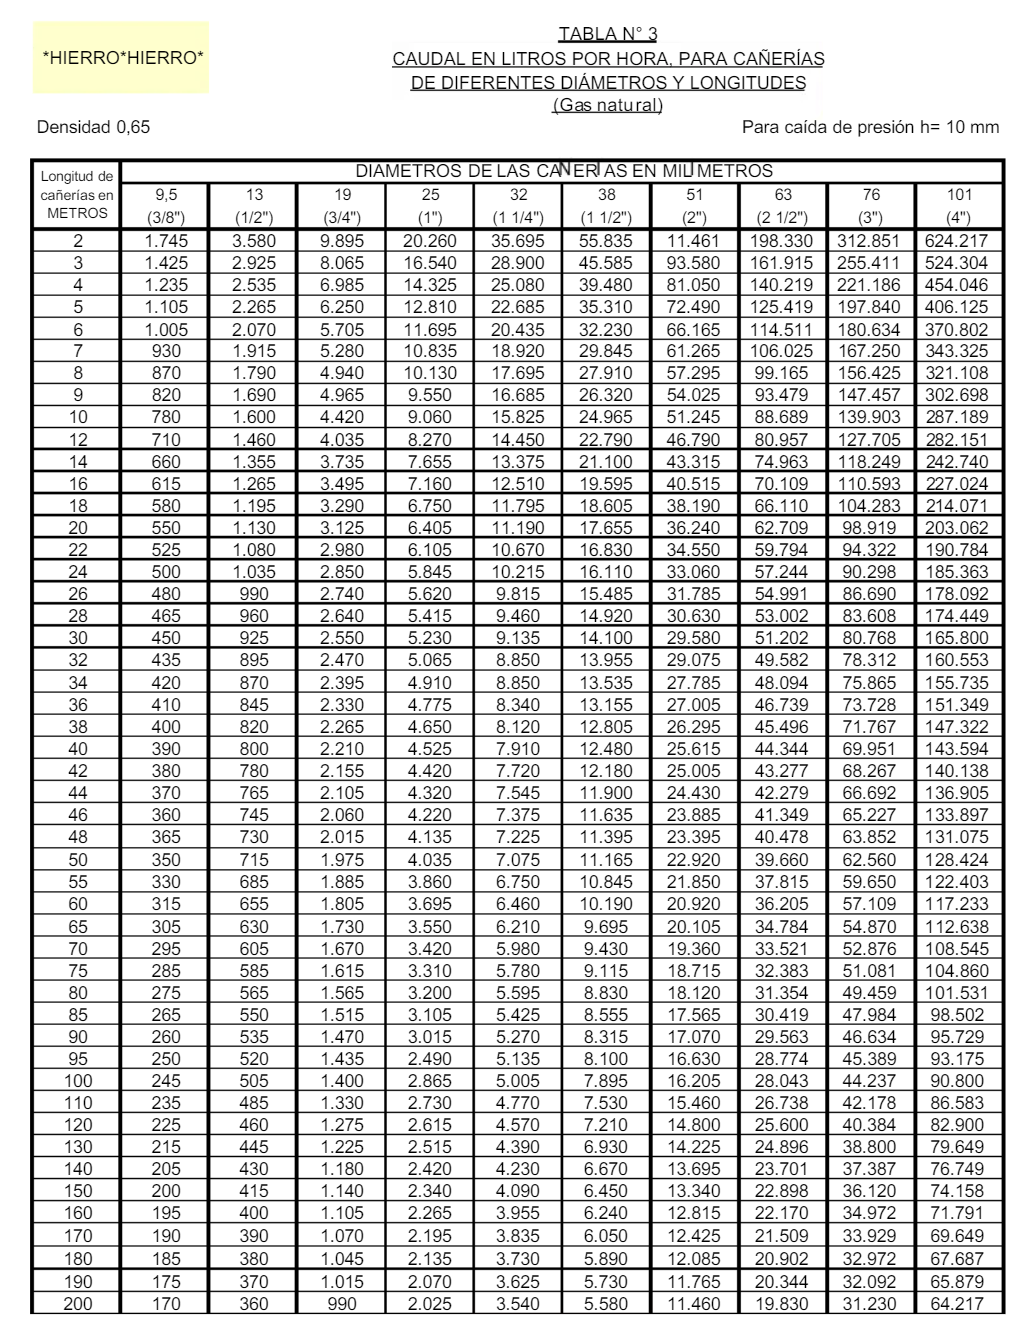 *HIERRO*HIERRO*
TABLA N° 3
CAUDAL EN LITROS POR HORA, PARA CAÑERÍAS
DE DIFERENTES DIÁMETROS Y LONGITUDES
(Gas natural)
Densidad 0,65 Para caída de presión h= 10 mm
Longitud de cañerías en METROS DIAMETROS DE LAS CAÑERÍAS EN MILÍMETROS
9,5 13 19 25 32 38 51 63 76 101
(3/8") (1/2") (3/4") (1") (1 1/4") (1 1/2") (2") (2 1/2") (3") (4")
2 1.745 3.580 9.895 20.260 35.695 55.835 11.461 198.330 312.851 624.217
3 1.425 2.925 8.065 16.540 28.900 45.585 93.580 161.915 255.411 524.304
4 1.235 2.535 6.985 14.325 25.080 39.480 81.050 140.219 221.186 454.046
5 1.105 2.265 6.250 12.810 22.685 35.310 72.490 125.419 197.840 406.125
6 1.005 2.070 5.705 11.695 20.435 32.230 66.165 114.511 180.634 370.802
7 930 1.915 5.280 10.835 18.920 29.845 61.265 106.025 167.250 343.325
8 870 1.790 4.940 10.130 17.695 27.910 57.295 99.165 156.425 321.108
9 820 1.690 4.965 9.550 16.685 26.320 54.025 93.479 147.457 302.698
10 780 1.600 4.420 9.060 15.825 24.965 51.245 88.689 139.903 287.189
12 710 1.460 4.035 8.270 14.450 22.790 46.790 80.957 127.705 282.151
14 660 1.355 3.735 7.655 13.375 21.100 43.315 74.963 118.249 242.740
16 615 1.265 3.495 7.160 12.510 19.595 40.515 70.109 110.593 227.024
18 580 1.195 3.290 6.750 11.795 18.605 38.190 66.110 104.283 214.071
20 550 1.130 3.125 6.405 11.190 17.655 36.240 62.709 98.919 203.062
22 525 1.080 2.980 6.105 10.670 16.830 34.550 59.794 94.322 190.784
24 500 1.035 2.850 5.845 10.215 16.110 33.060 57.244 90.298 185.363
26 480 990 2.740 5.620 9.815 15.485 31.785 54.991 86.690 178.092
28 465 960 2.640 5.415 9.460 14.920 30.630 53.002 83.608 174.449
30 450 925 2.550 5.230 9.135 14.100 29.580 51.202 80.768 165.800
32 435 895 2.470 5.065 8.850 13.955 29.075 49.582 78.312 160.553
34 420 870 2.395 4.910 8.850 13.535 27.785 48.094 75.865 155.735
36 410 845 2.330 4.775 8.340 13.155 27.005 46.739 73.728 151.349
38 400 820 2.265 4.650 8.120 12.805 26.295 45.496 71.767 147.322
40 390 800 2.210 4.525 7.910 12.480 25.615 44.344 69.951 143.594
42 380 780 2.155 4.420 7.720 12.180 25.005 43.277 68.267 140.138
44 370 765 2.105 4.320 7.545 11.900 24.430 42.279 66.692 136.905
46 360 745 2.060 4.220 7.375 11.635 23.885 41.349 65.227 133.897
48 365 730 2.015 4.135 7.225 11.395 23.395 40.478 63.852 131.075
50 350 715 1.975 4.035 7.075 11.165 22.920 39.660 62.560 128.424
55 330 685 1.885 3.860 6.750 10.845 21.850 37.815 59.650 122.403
60 315 655 1.805 3.695 6.460 10.190 20.920 36.205 57.109 117.233
65 305 630 1.730 3.550 6.210 9.695 20.105 34.784 54.870 112.638
70 295 605 1.670 3.420 5.980 9.430 19.360 33.521 52.876 108.545
75 285 585 1.615 3.310 5.780 9.115 18.715 32.383 51.081 104.860
80 275 565 1.565 3.200 5.595 8.830 18.120 31.354 49.459 101.531
85 265 550 1.515 3.105 5.425 8.555 17.565 30.419 47.984 98.502
90 260 535 1.470 3.015 5.270 8.315 17.070 29.563 46.634 95.729
95 250 520 1.435 2.490 5.135 8.100 16.630 28.774 45.389 93.175
100 245 505 1.400 2.865 5.005 7.895 16.205 28.043 44.237 90.800
110 235 485 1.330 2.730 4.770 7.530 15.460 26.738 42.178 86.583
120 225 460 1.275 2.615 4.570 7.210 14.800 25.600 40.384 82.900
130 215 445 1.225 2.515 4.390 6.930 14.225 24.896 38.800 79.649
140 205 430 1.180 2.420 4.230 6.670 13.695 23.701 37.387 76.749
150 200 415 1.140 2.340 4.090 6.450 13.340 22.898 36.120 74.158
160 195 400 1.105 2.265 3.955 6.240 12.815 22.170 34.972 71.791
170 190 390 1.070 2.195 3.835 6.050 12.425 21.509 33.929 69.649
180 185 380 1.045 2.135 3.730 5.890 12.085 20.902 32.972 67.687
190 175 370 1.015 2.070 3.625 5.730 11.765 20.344 32.092 65.879
200 170 360 990 2.025 3.540 5.580 11.460 19.830 31.230 64.217